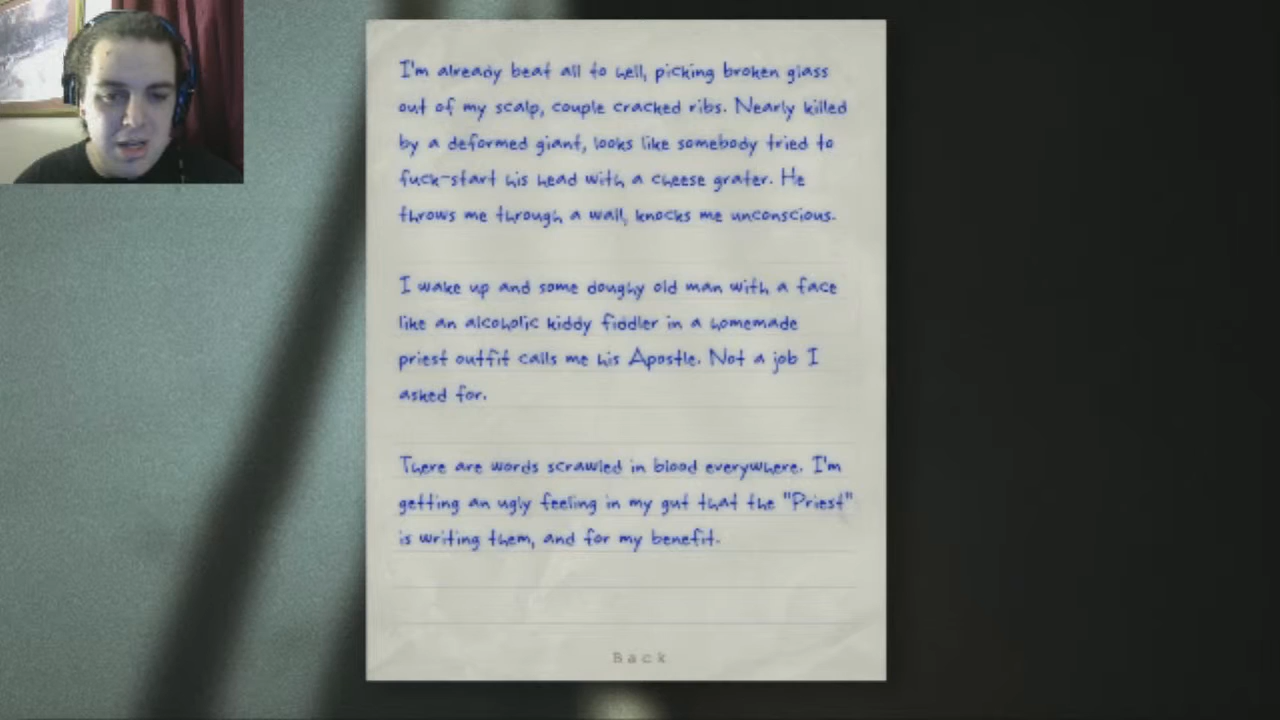 I'm already beat all to hell, picking broken glass
out of my scalp, couple cracked ribs. Nearly killed
by a deformed giant, looks like somebody tried to
fuck-start his head with a cheese grater. He
throws me through a wall, knocks me unconscious.
I wake up and some doughy old man with a face
like an alcoholic kiddy fiddler in a homemade
priest outfit calls me his Apostle. Not a job I
asked for.
There are words scrawled in blood everywhere. I'm
getting an ugly feeling in my gut that the "Priest"
is writing them, and for my benefit.
Back